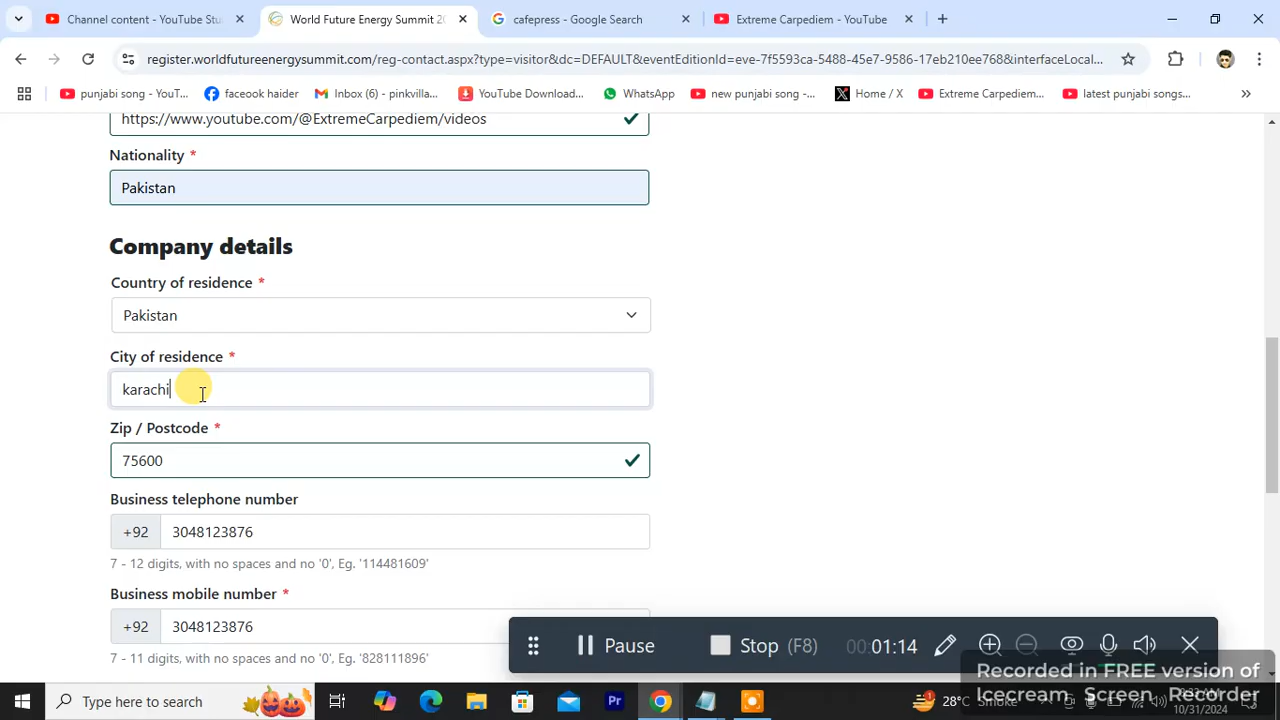 Channel content - YouTube Stu
World Future Energy Summit 20
cafepress - Google Search
Extreme Carpediem - YouTube
register.worldfutureenergysummit.com/reg-contact.aspx?type=visitor&dc=DEFAULT&eventEditionId=eve-7f5593ca-5488-45e7-9586-17eb210ee768&interfaceLocal...
punjabi song - YouT...
faceook haider
Inbox (6) - pinkvilla...
YouTube Download...
WhatsApp
new punjabi song -...
Home / X
Extreme Carpediem...
latest punjabi songs...
https://www.youtube.com/@ExtremeCarpediem/videos
Nationality *
Pakistan
Company details
Country of residence *
Pakistan
City of residence *
karachi
Zip / Postcode *
75600
Business telephone number
+92 3048123876
7 - 12 digits, with no spaces and no '0', Eg. '114481609'
Business mobile number *
+92 3048123876
7 - 11 digits, with no spaces and no '0', Eg. '828111896'
Pause
Stop (F8)
00:01:14
Recorded in FREE version of
Icecream Screen Recorder
Type here to search
Pr
1
28°C Smoke
10/31/2024